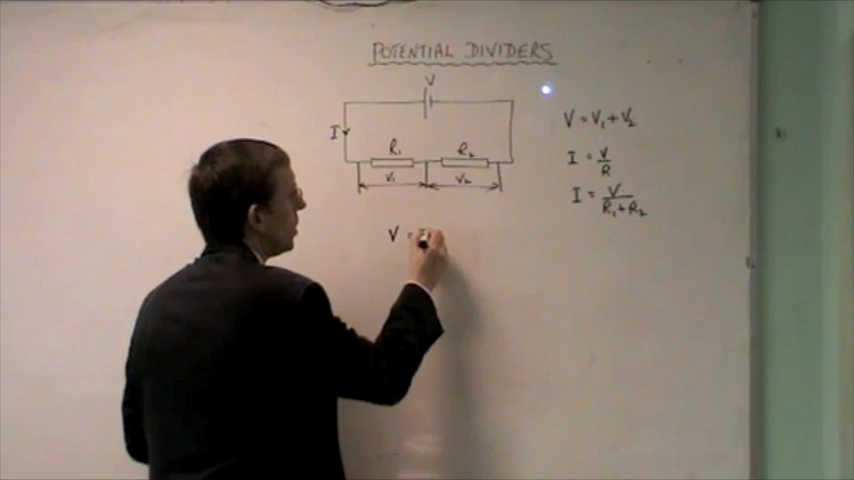 POTENTIAL DIVIDERS
V
I
R₁ R₂
V₁ V₂
V = V₁ + V₂
I = V/R
I = V/(R₁ + R₂)
V = I